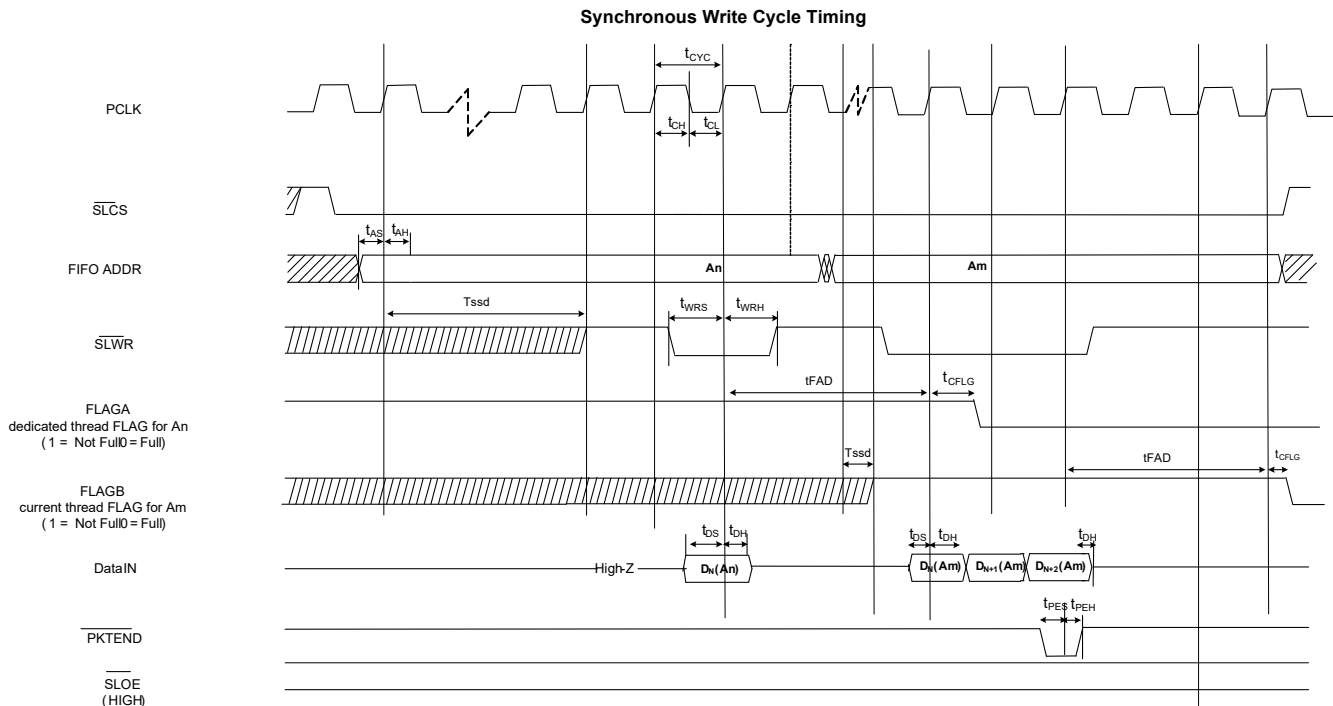 Synchronous Write Cycle Timing
tCYC
PCLK
tCH
tCL
SLCS
tAS
tAH
FIFO ADDR
An
Am
Tssd
tWRS
tWRH
SLWR
tFAD
tCFLG
FLAGA
dedicated thread FLAG for An
( 1 = Not Full0 = Full)
Tssd
tFAD
tCFLG
FLAGB
current thread FLAG for Am
( 1 = Not Full0 = Full)
tDS
tDH
tDS
tDH
tDH
DataIN
High-Z
DN(An)
DN(Am)
DN+1(Am)
DN+2(Am)
tPES
tPEH
PKTEND
SLOE
(HIGH)